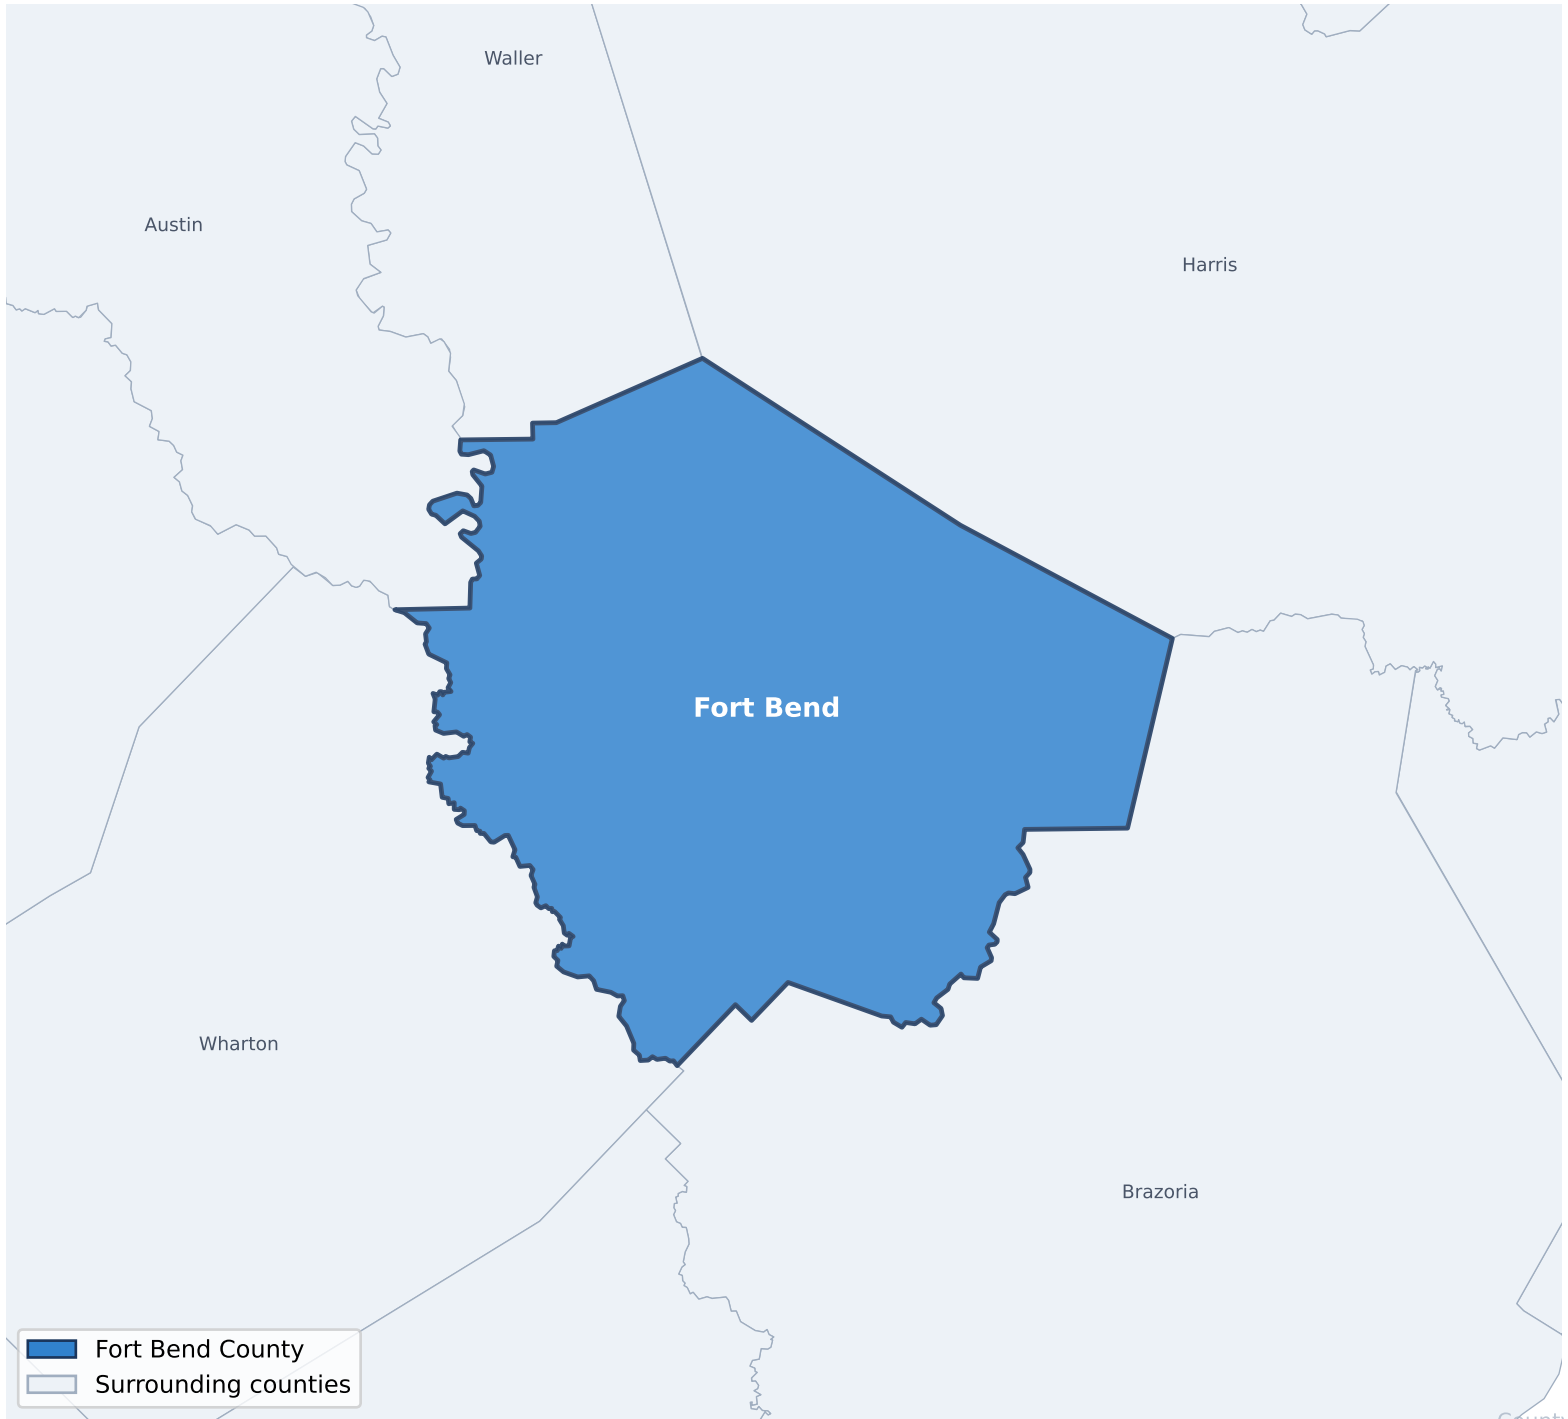 Waller
Austin
Harris
Fort Bend
Wharton
Brazoria
Fort Bend County
Surrounding counties